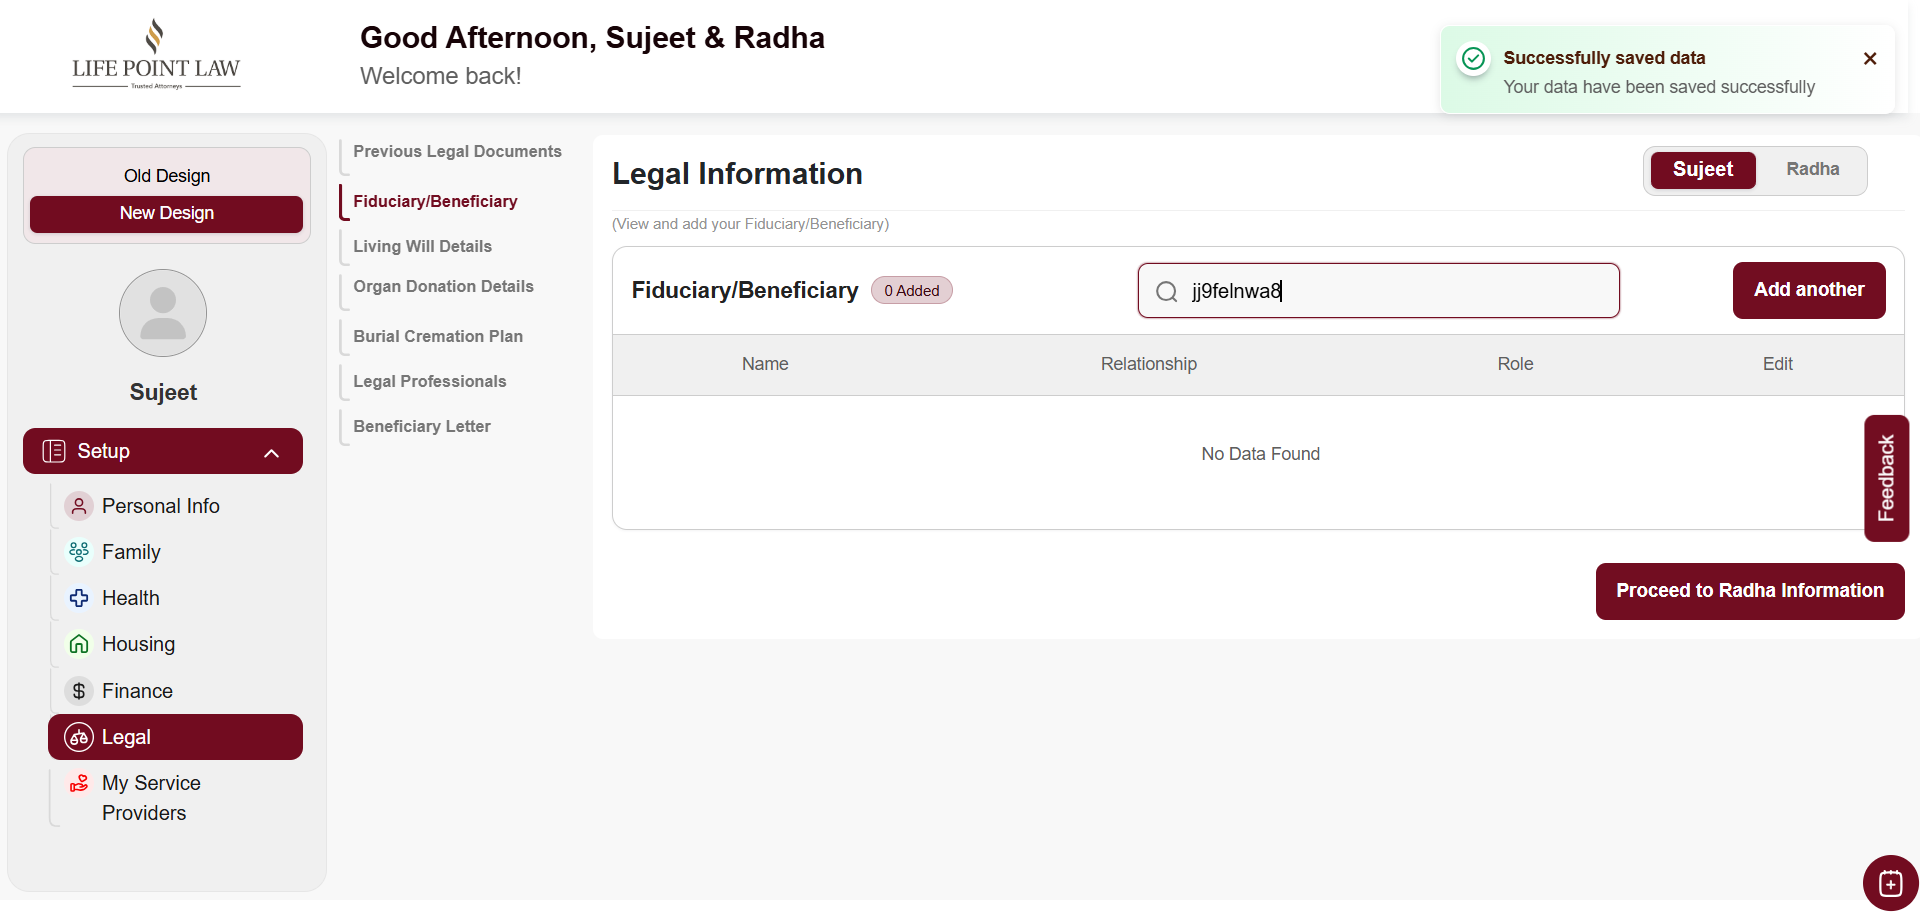 LIFE POINT LAW
Trusted Attorneys
Good Afternoon, Sujeet & Radha
Welcome back!
Successfully saved data
Your data have been saved successfully
Old Design
New Design
Sujeet
Setup
Personal Info
Family
Health
Housing
Finance
Legal
My Service
Providers
Previous Legal Documents
Fiduciary/Beneficiary
Living Will Details
Organ Donation Details
Burial Cremation Plan
Legal Professionals
Beneficiary Letter
Legal Information
Sujeet
Radha
(View and add your Fiduciary/Beneficiary)
Fiduciary/Beneficiary
0 Added
jj9felnwa8
Add another
Name
Relationship
Role
Edit
No Data Found
Feedback
Proceed to Radha Information